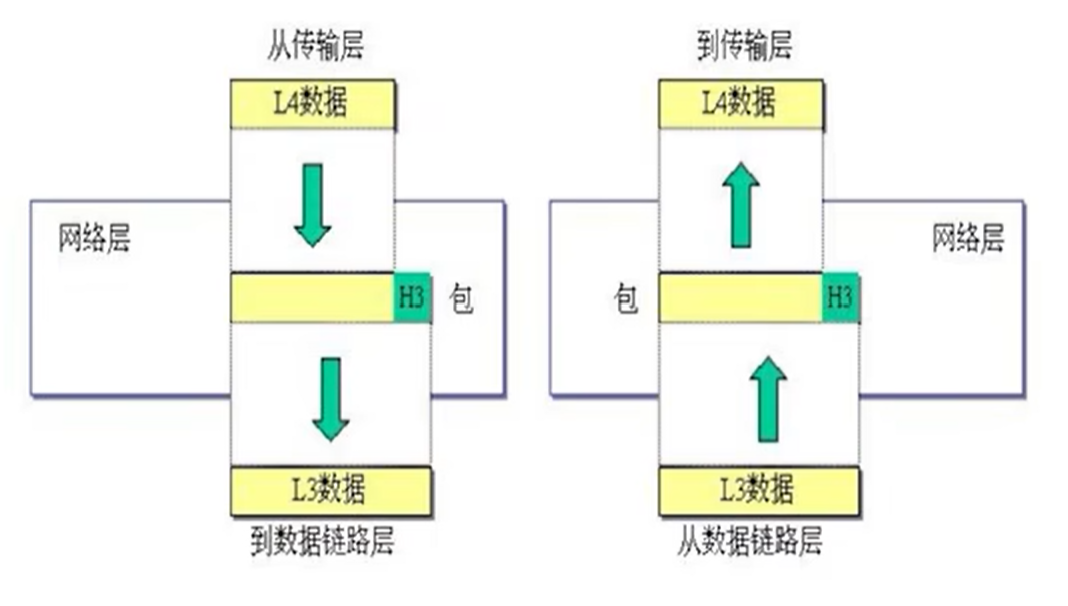 从传输层
L4数据
网络层
H3
包
L3数据
到数据链路层
到传输层
L4数据
网络层
包
H3
L3数据
从数据链路层